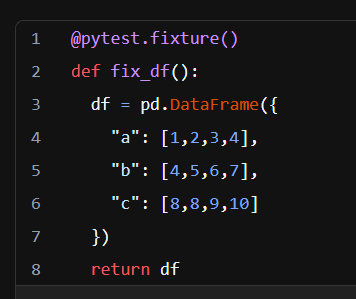 1 @pytest.fixture()
2 def fix_df():
3   df = pd.DataFrame({
4     "a": [1,2,3,4],
5     "b": [4,5,6,7],
6     "c": [8,8,9,10]
7   })
8   return df